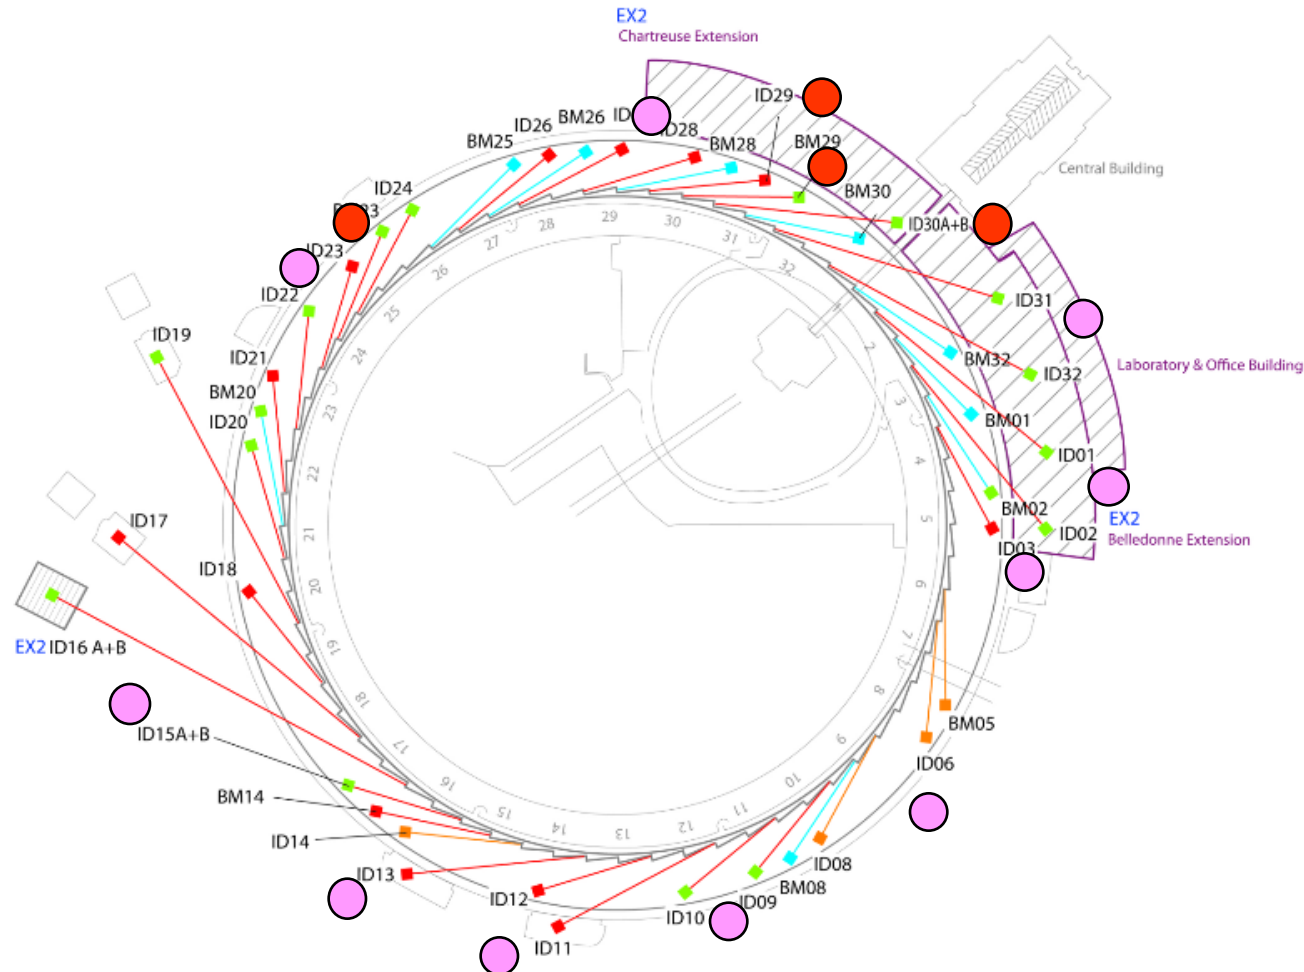 EX2
Chartreuse Extension
ID29
BM26
ID26
BM25
ID28
BM28
BM29
Central Building
ID24
BM30
ID30A+B
ID23
ID22
ID31
ID19
ID21
BM20
ID20
BM32
ID32
Laboratory & Office Building
BM01
ID01
BM02
ID02
EX2
Belledonne Extension
ID03
ID17
ID18
EX2 ID16 A+B
ID15A+B
BM14
ID14
ID13
ID12
ID11
ID10
ID09
BM08
ID08
ID06
BM05
29
30
31
32
2
3
4
5
6
7
8
9
10
11
12
13
14
15
16
17
18
19
20
21
22
23
24
25
26
27
28